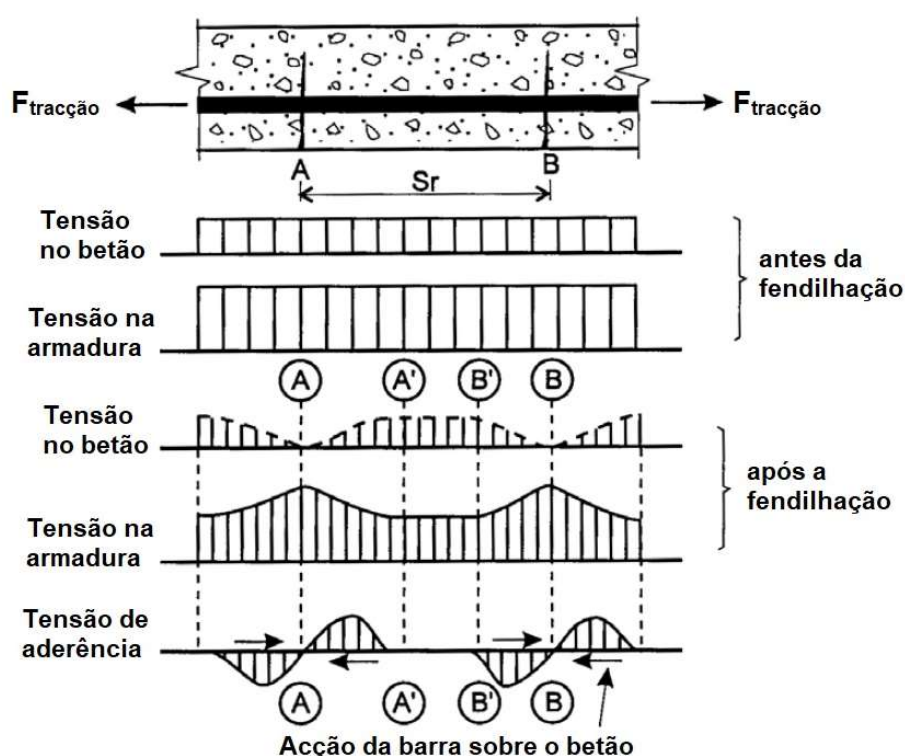 Ftracção
Ftracção
A
B
Sr
Tensão
no betão
antes da
fendilhação
Tensão na
armadura
A A' B' B
Tensão
no betão
após a
fendilhação
Tensão na
armadura
Tensão de
aderência
A A' B' B
Acção da barra sobre o betão